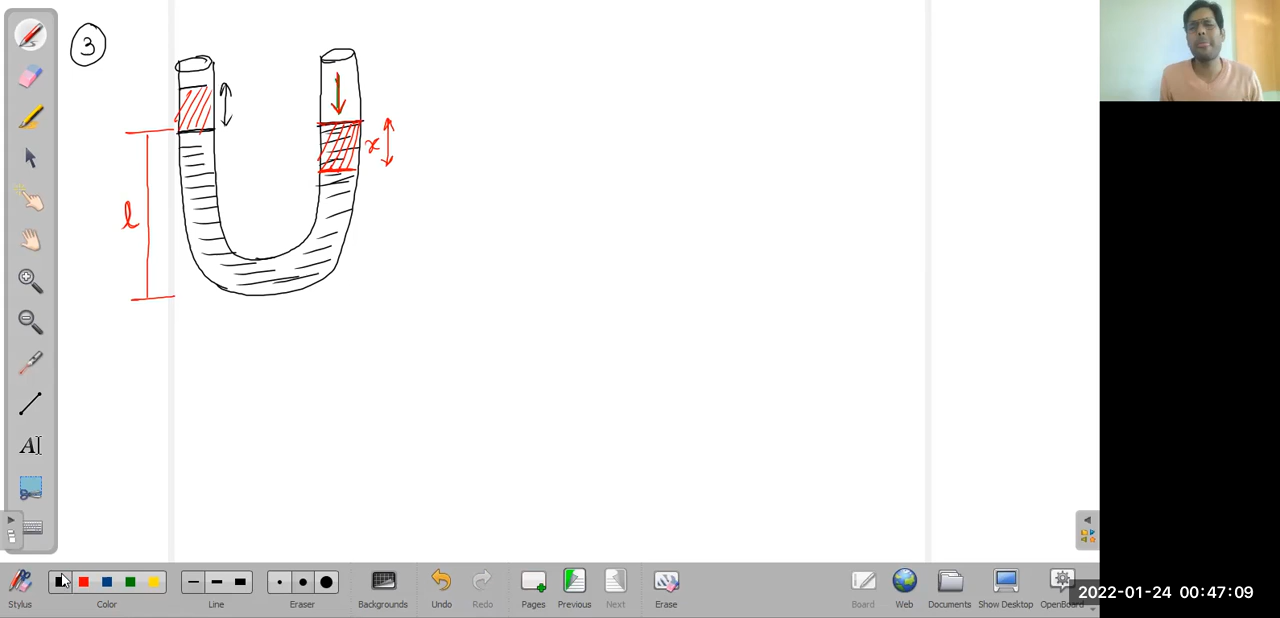 3
x
l
A
Stylus
Color
Line
Eraser
Backgrounds
Undo
Redo
Pages
Previous
Next
Erase
Board
Web
Documents
Show Desktop
OpenBoard
2022-01-24 00:47:09